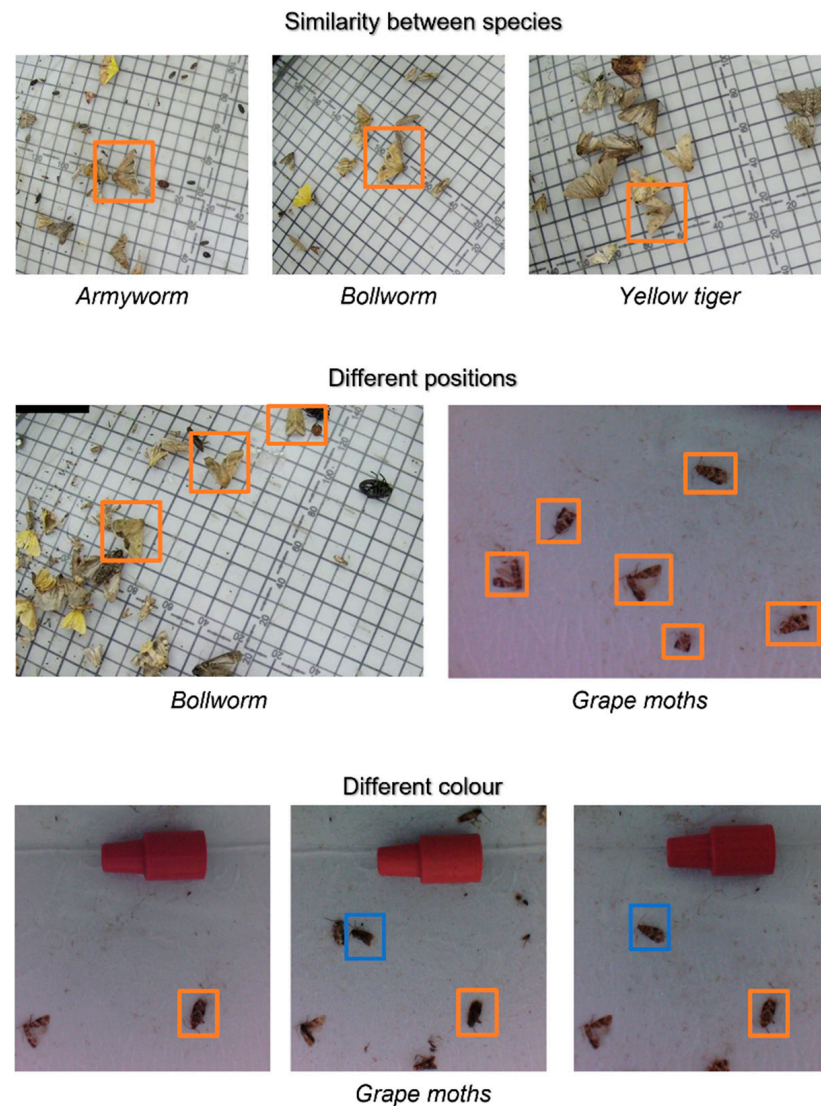 Similarity between species
Armyworm
Bollworm
Yellow tiger
Different positions
Bollworm
Grape moths
Different colour
Grape moths